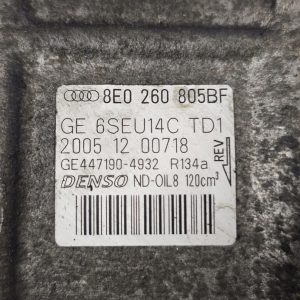 8E0 260 805BF
GE 6SEU14C TD1
2005 12 00718
GE447190-4932 R134a
REV
DENSO ND-OIL8 120cm³